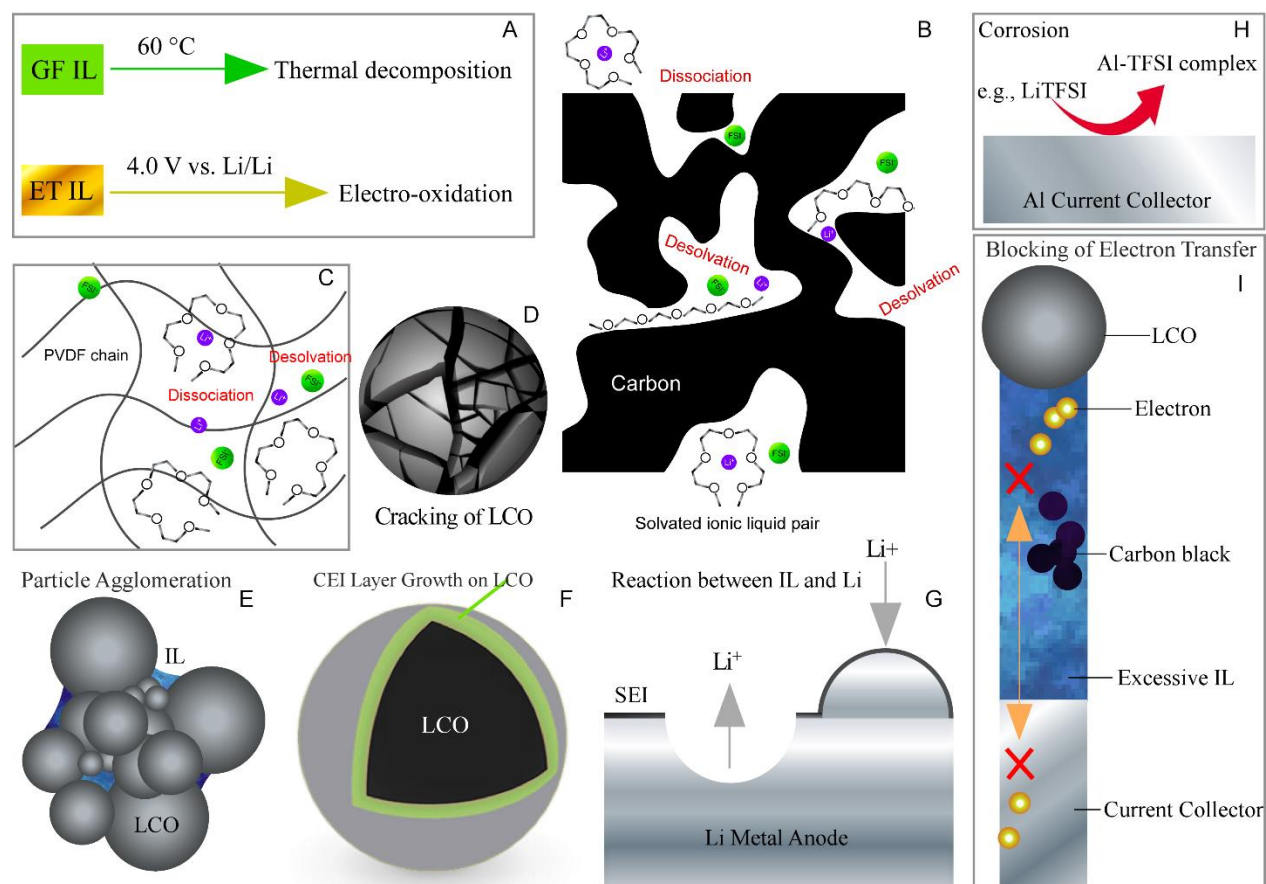 A
GF IL
60 °C
Thermal decomposition
ET IL
4.0 V vs. Li/Li
Electro-oxidation
B
Dissociation
FSI
FSI
Li⁺
Desolvation
FSI
Desolvation
Carbon
Li⁺
FSI
Solvated ionic liquid pair
C
FSI
PVDF chain
Li+
Desolvation
FSI
Dissociation
Li+
FSI
D
Cracking of LCO
Particle Agglomeration
E
IL
LCO
CEI Layer Growth on LCO
F
LCO
Reaction between IL and Li
Li+
G
Li⁺
SEI
Li Metal Anode
Corrosion
H
Al-TFSI complex
e.g., LiTFSI
Al Current Collector
Blocking of Electron Transfer
I
LCO
Electron
Carbon black
Excessive IL
Current Collector